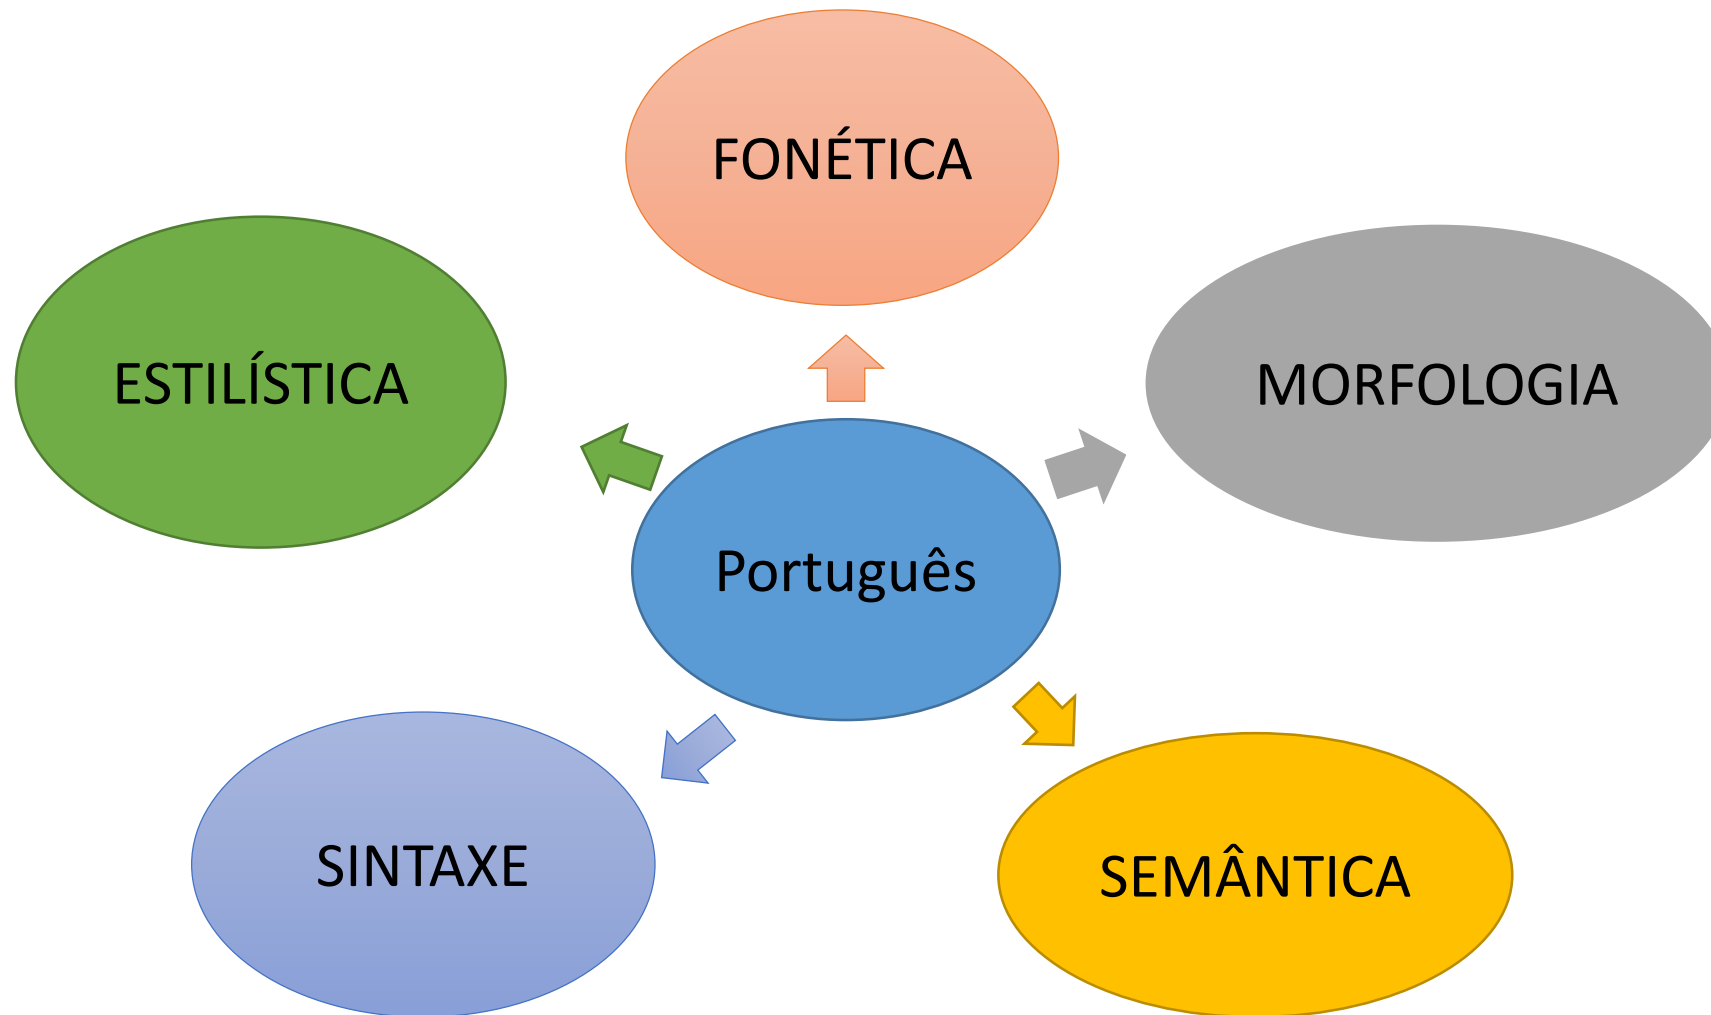 FONÉTICA
ESTILÍSTICA
MORFOLOGIA
Português
SINTAXE
SEMÂNTICA